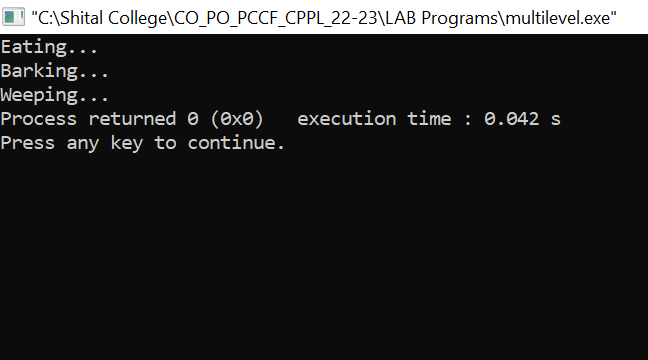 "C:\Shital College\CO_PO_PCCF_CPPL_22-23\LAB Programs\multilevel.exe"
Eating...
Barking...
Weeping...
Process returned 0 (0x0)   execution time : 0.042 s
Press any key to continue.